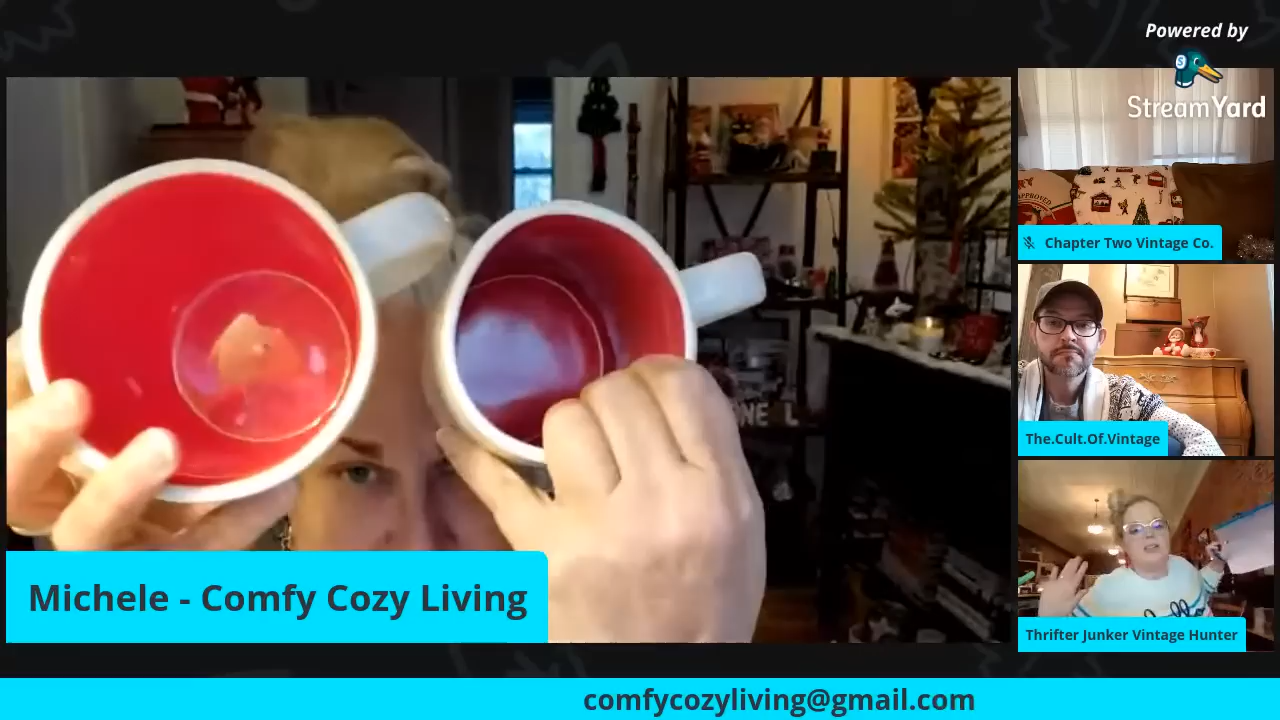 Powered by
StreamYard
APPROVED
Chapter Two Vintage Co.
The.Cult.Of.Vintage
Thrifter Junker Vintage Hunter
Michele - Comfy Cozy Living
comfycozyliving@gmail.com